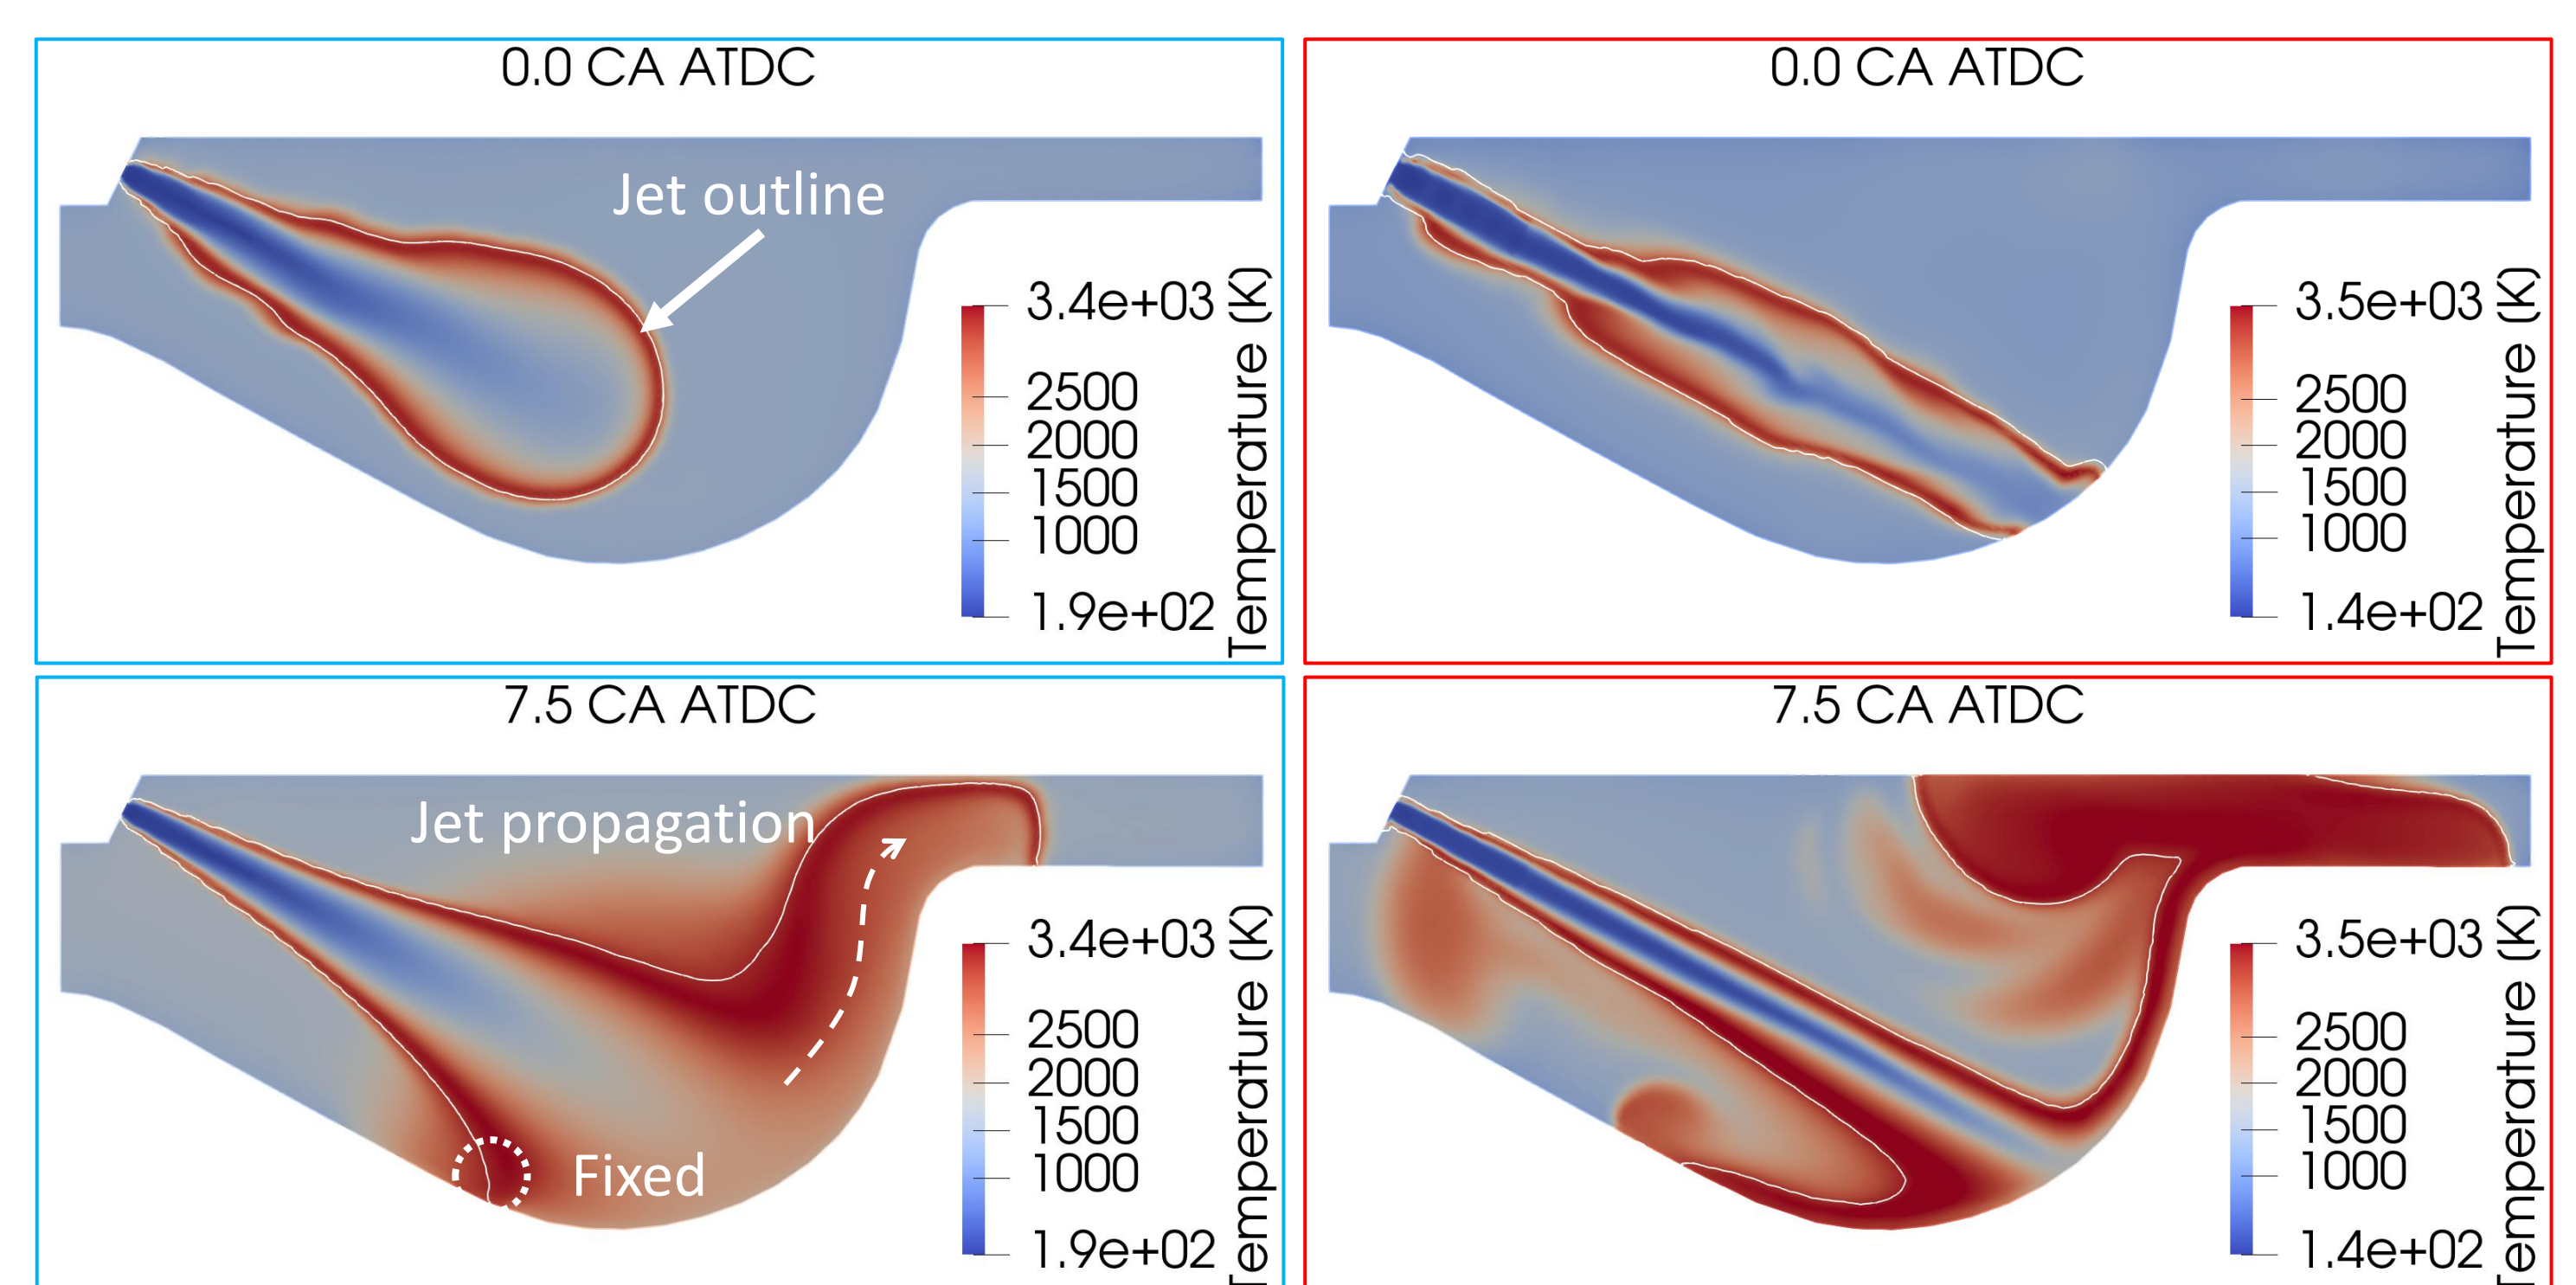 0.0 CA ATDC
Jet outline
3.4e+03
2500
2000
1500
1000
1.9e+02
Temperature (K)
0.0 CA ATDC
3.5e+03
2500
2000
1500
1000
1.4e+02
Temperature (K)
7.5 CA ATDC
Jet propagation
Fixed
3.4e+03
2500
2000
1500
1000
1.9e+02
Temperature (K)
7.5 CA ATDC
3.5e+03
2500
2000
1500
1000
1.4e+02
Temperature (K)